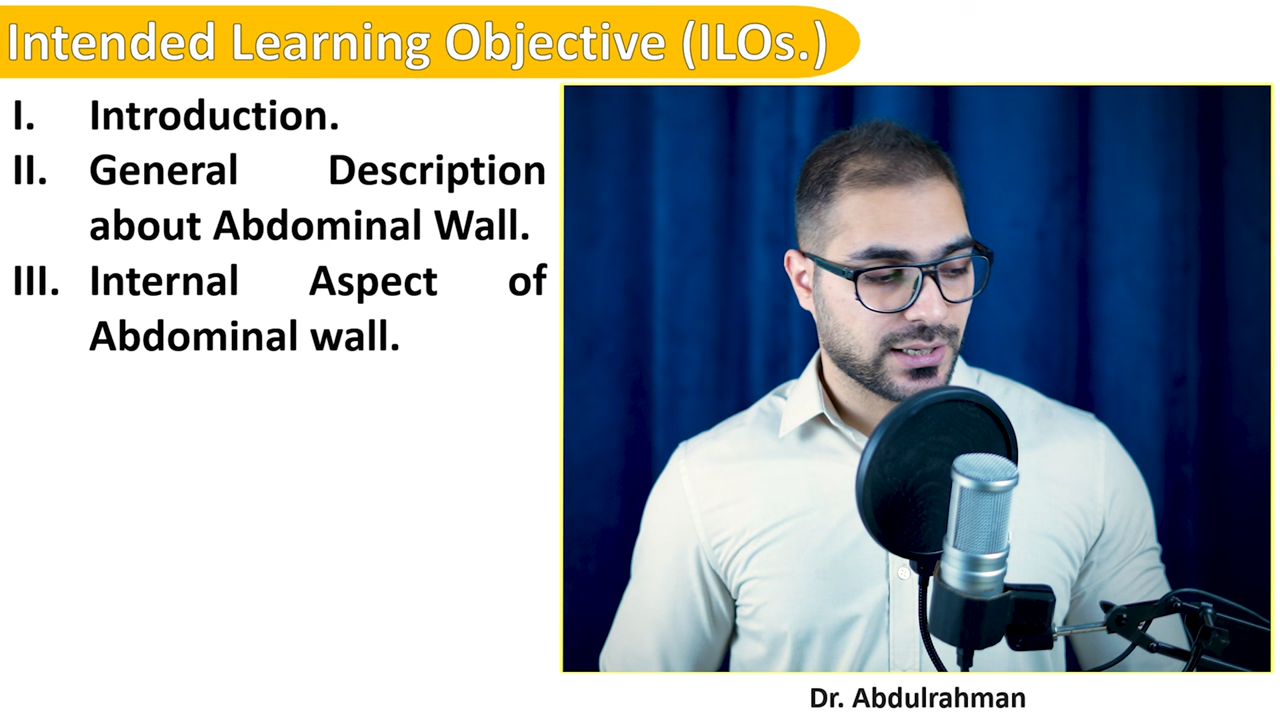 Intended Learning Objective (ILOs.)
I. Introduction.
II. General Description
about Abdominal Wall.
III. Internal Aspect of
Abdominal wall.
Dr. Abdulrahman